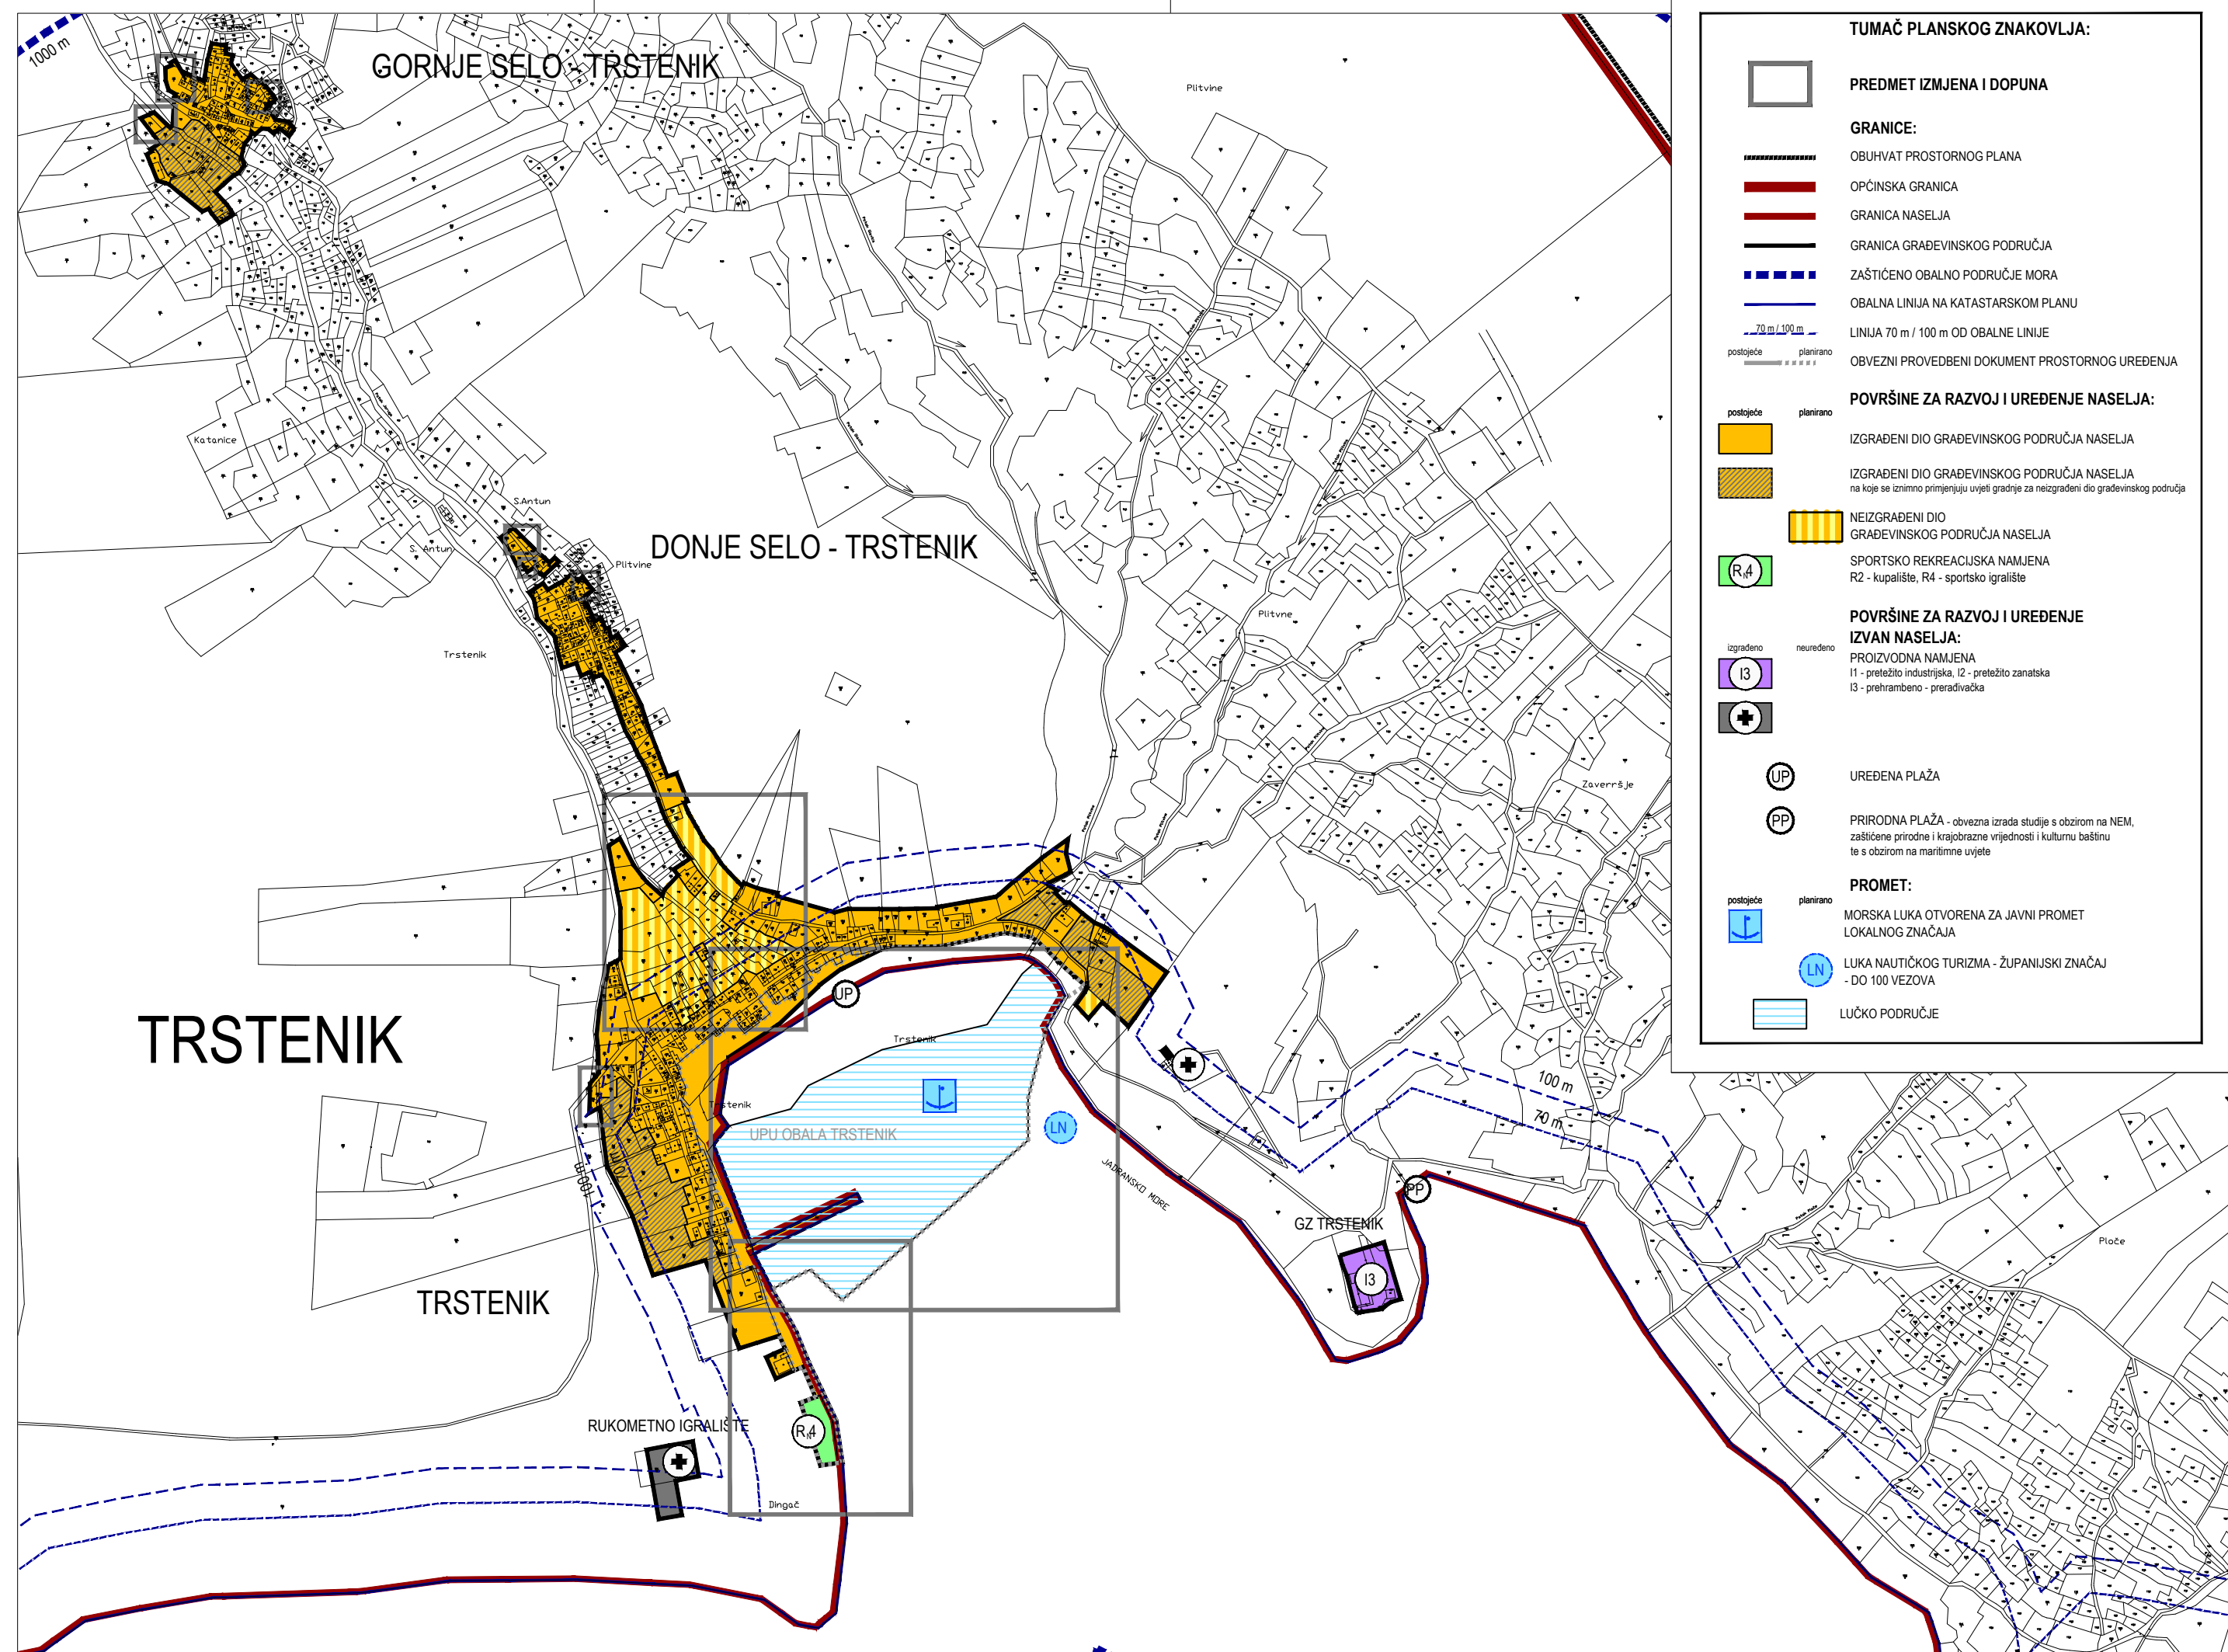 1000 m
GORNJE SELO - TRSTENIK
Plitvine
Katanice
S.Antun
S. Antun
DONJE SELO - TRSTENIK
Plitvine
Plitvne
Trstenik
Zaverršje
UP
TRSTENIK
Trstenik
Trstenik
UPU OBALA TRSTENIK
LN
100 m
70 m
100 m
70 m
JADRANSKO MORE
PP
GZ TRSTENIK
I3
Ploče
TRSTENIK
RUKOMETNO IGRALIŠTE
RN4
Dingač
TUMAČ PLANSKOG ZNAKOVLJA:
PREDMET IZMJENA I DOPUNA
GRANICE:
OBUHVAT PROSTORNOG PLANA
OPĆINSKA GRANICA
GRANICA NASELJA
GRANICA GRAĐEVINSKOG PODRUČJA
ZAŠTIĆENO OBALNO PODRUČJE MORA
OBALNA LINIJA NA KATASTARSKOM PLANU
70 m / 100 m
LINIJA 70 m / 100 m OD OBALNE LINIJE
postojeće planirano
OBVEZNI PROVEDBENI DOKUMENT PROSTORNOG UREĐENJA
POVRŠINE ZA RAZVOJ I UREĐENJE NASELJA:
postojeće planirano
IZGRAĐENI DIO GRAĐEVINSKOG PODRUČJA NASELJA
IZGRAĐENI DIO GRAĐEVINSKOG PODRUČJA NASELJA
na koje se iznimno primjenjuju uvjeti gradnje za neizgrađeni dio građevinskog područja
NEIZGRAĐENI DIO
GRAĐEVINSKOG PODRUČJA NASELJA
RN4
SPORTSKO REKREACIJSKA NAMJENA
R2 - kupalište, R4 - sportsko igralište
POVRŠINE ZA RAZVOJ I UREĐENJE
IZVAN NASELJA:
izgrađeno neuređeno
I3
PROIZVODNA NAMJENA
I1 - pretežito industrijska, I2 - pretežito zanatska
I3 - prehrambeno - prerađivačka
UP
UREĐENA PLAŽA
PP
PRIRODNA PLAŽA - obvezna izrada studije s obzirom na NEM,
zaštićene prirodne i krajobrazne vrijednosti i kulturnu baštinu
te s obzirom na maritimne uvjete
PROMET:
postojeće planirano
MORSKA LUKA OTVORENA ZA JAVNI PROMET
LOKALNOG ZNAČAJA
LN
LUKA NAUTIČKOG TURIZMA - ŽUPANIJSKI ZNAČAJ
- DO 100 VEZOVA
LUČKO PODRUČJE